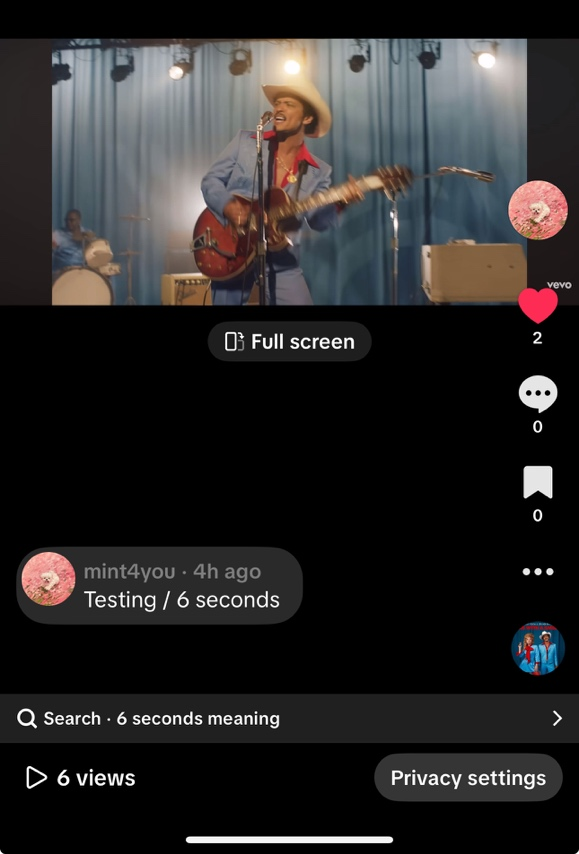 vevo
Full screen
2
0
0
mint4you · 4h ago
Testing / 6 seconds
Search · 6 seconds meaning
6 views
Privacy settings